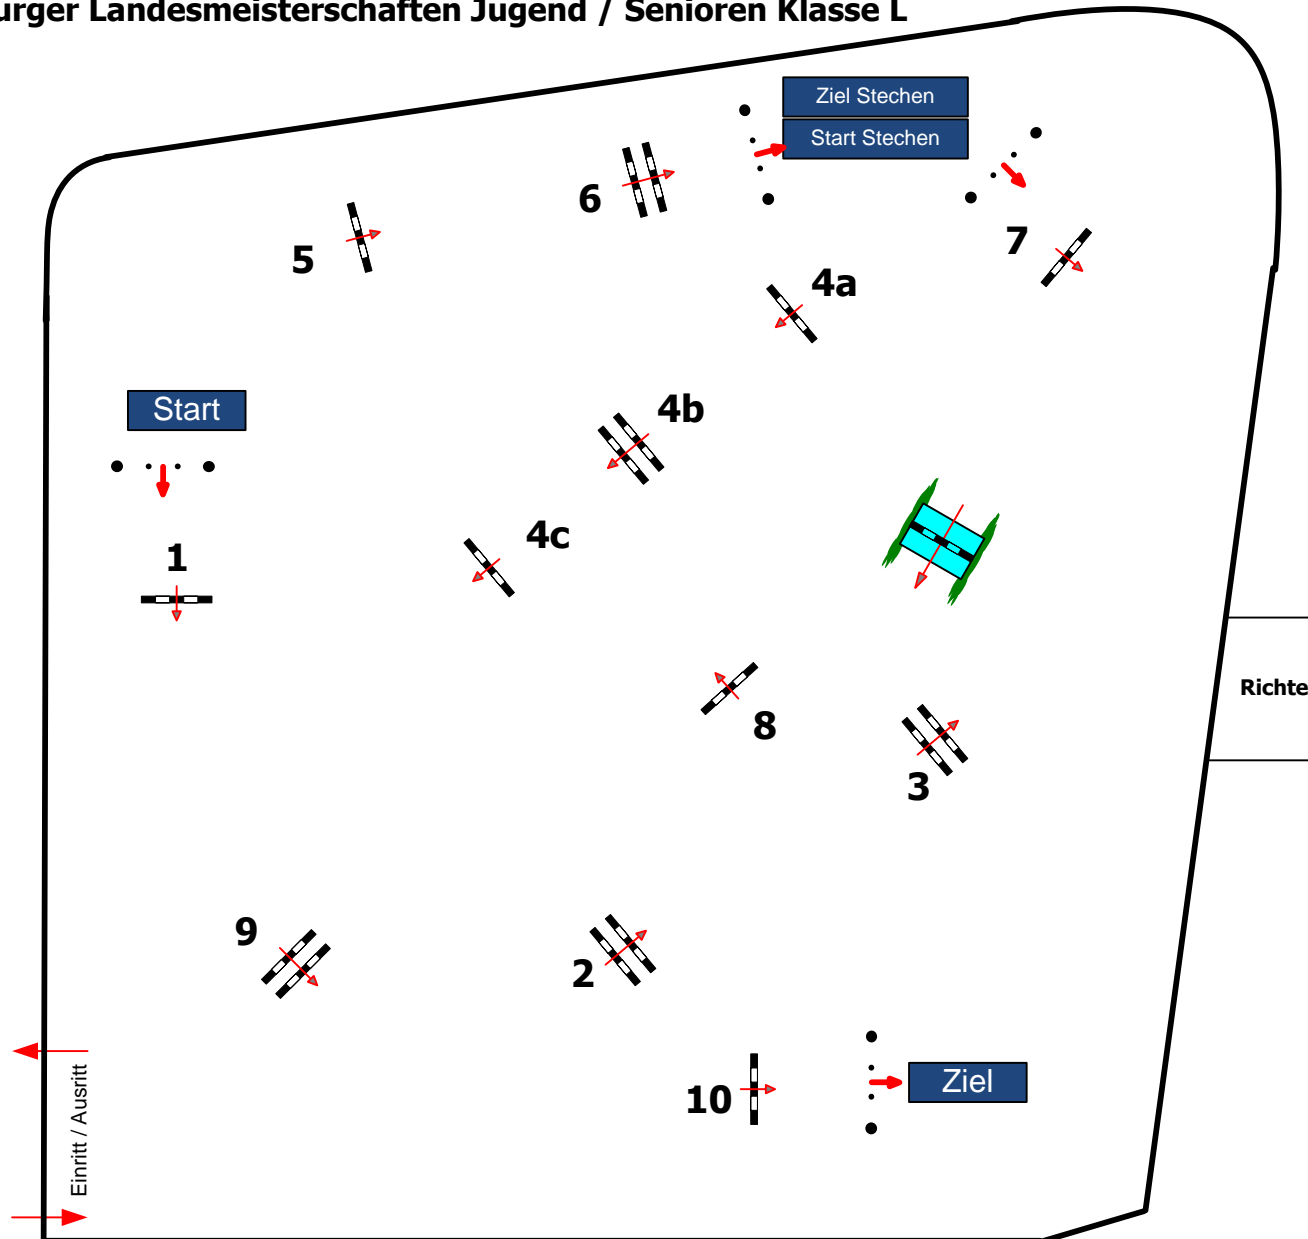 Landesmeisterschaften Jugend / Senioren Klasse L
Ziel Stechen
Start Stechen
6
5
7
4a
Start
4b
4c
1
8
3
9
2
10
Ziel
Einritt / Ausritt